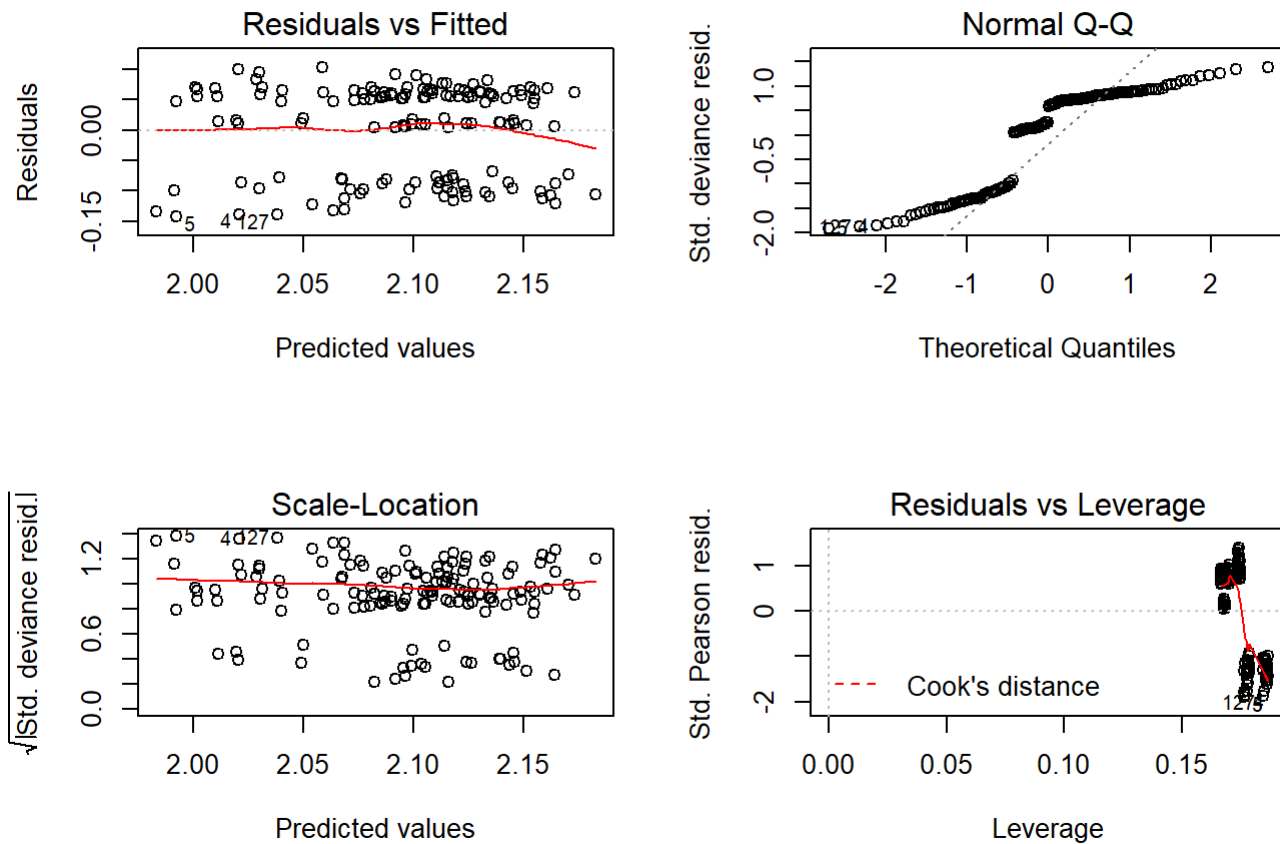 Residuals vs Fitted
Residuals
0.00
-0.15
5
4 127
2.00 2.05 2.10 2.15
Predicted values
Normal Q-Q
Std. deviance resid.
1.0
-0.5
-2.0
127 4
-2 -1 0 1 2
Theoretical Quantiles
Scale-Location
√|Std. deviance resid.|
1.2
0.6
0.0
5
4 127
2.00 2.05 2.10 2.15
Predicted values
Residuals vs Leverage
Std. Pearson resid.
1
0
-2
Cook's distance
127
0.00 0.05 0.10 0.15
Leverage